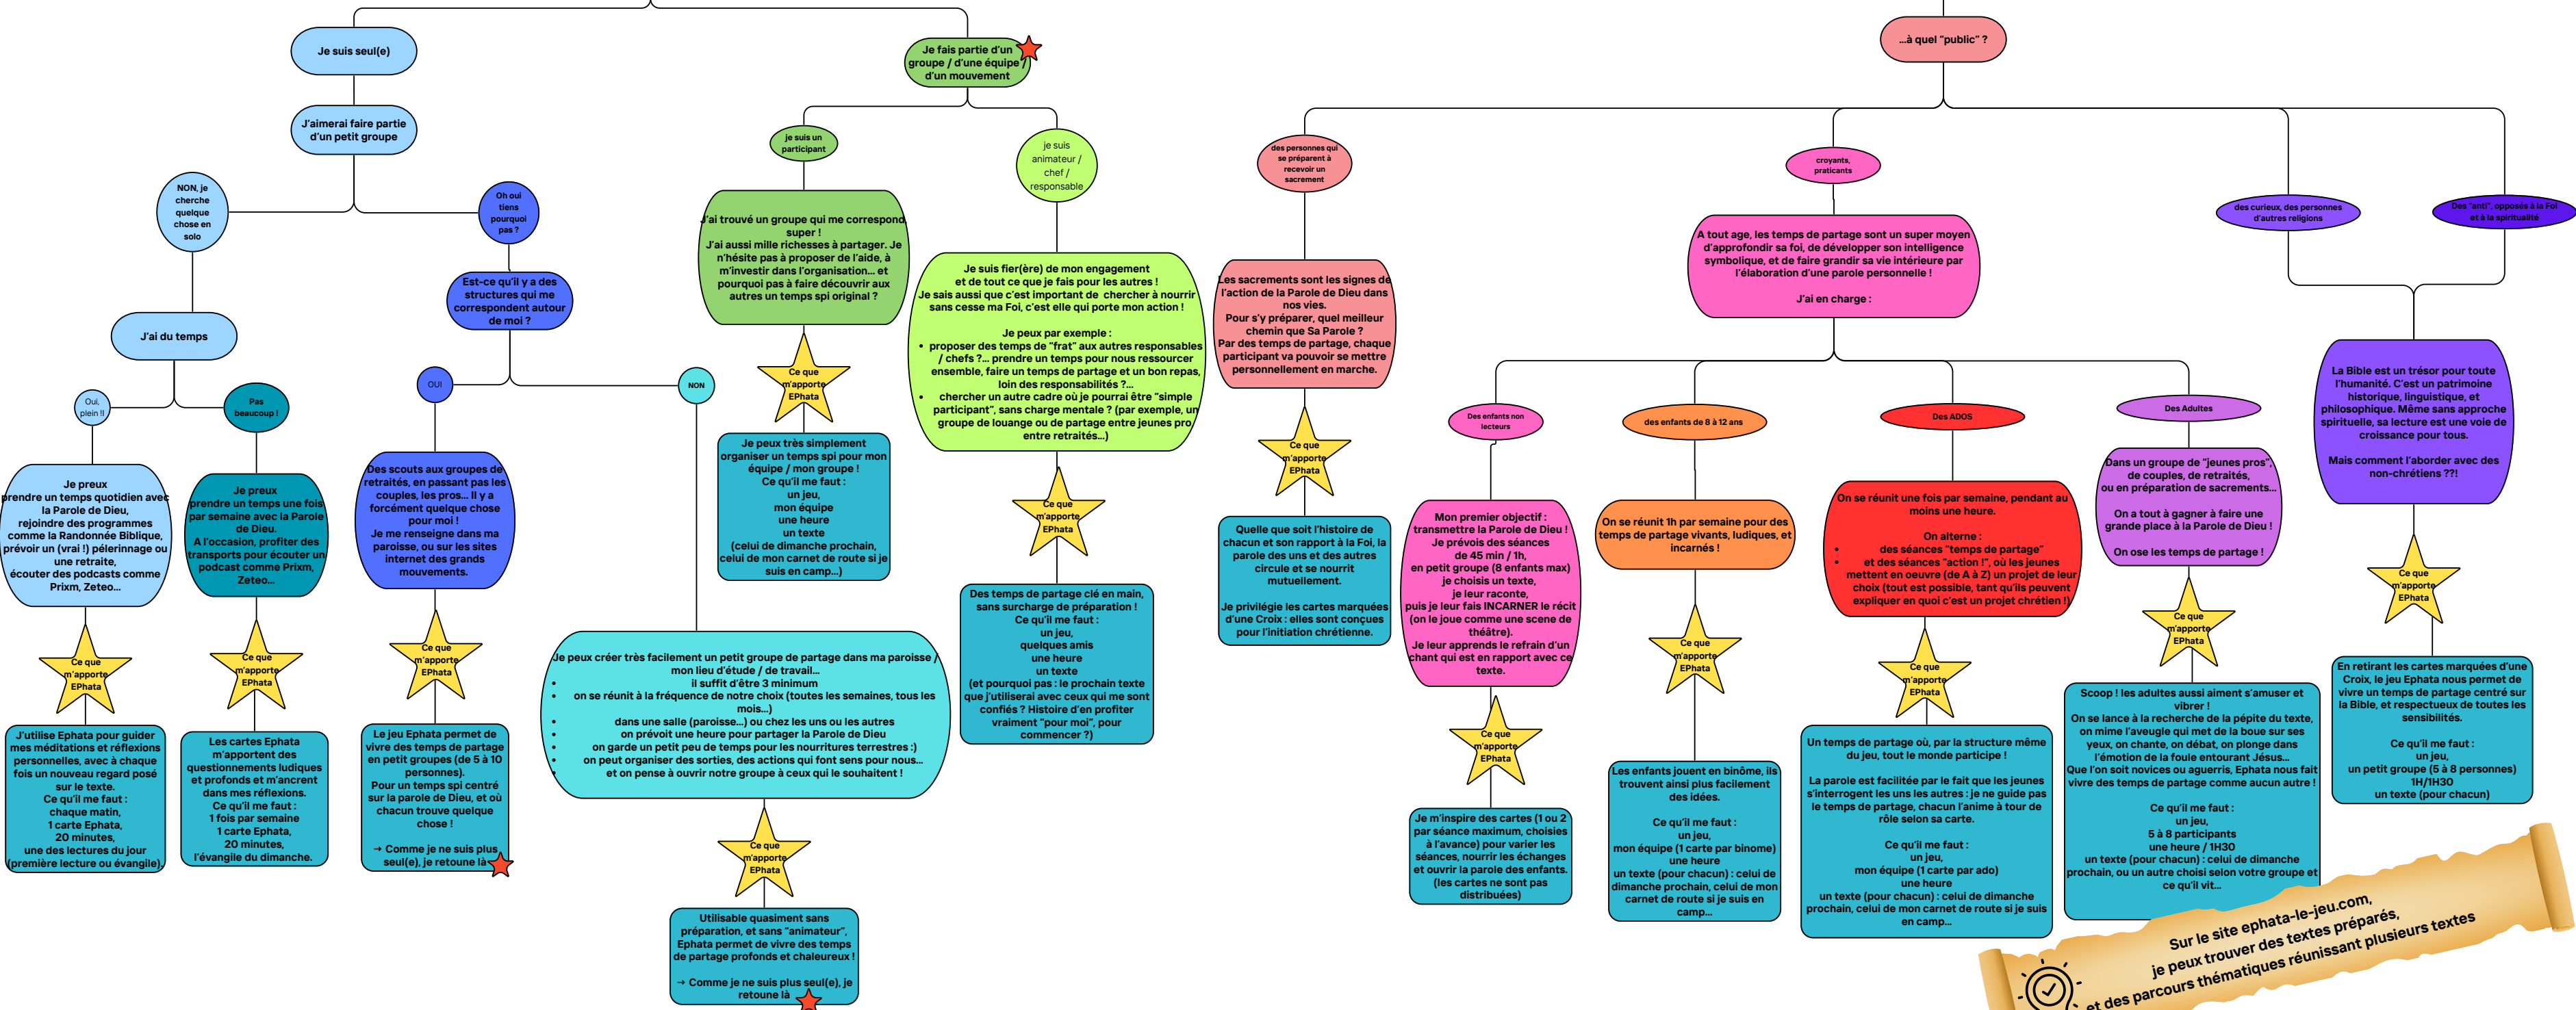 Je suis seul(e)
J'aimerai faire partie
d'un petit groupe
NON, je
cherche
quelque
chose en
solo
J'ai du temps
Oui,
plein !!
Je preux
prendre un temps quotidien avec
la Parole de Dieu,
rejoindre des programmes
comme la Randonnée Biblique,
prévoir un (vrai !) pélerinnage ou
une retraite,
écouter des podcasts comme
Prixm, Zeteo...
Ce que
m'apporte
EPhata
J'utilise Ephata pour guider
mes méditations et réflexions
personnelles, avec à chaque
fois un nouveau regard posé
sur le texte.
Ce qu'il me faut :
chaque matin,
1 carte Ephata,
20 minutes,
une des lectures du jour
(première lecture ou évangile).
Pas
beaucoup !
Je preux
prendre un temps une fois
par semaine avec la Parole
de Dieu.
A l'occasion, profiter des
transports pour écouter un
podcast comme Prixm,
Zeteo...
Ce que
m'apporte
EPhata
Les cartes Ephata
m'apportent des
questionnements ludiques
et profonds et m'ancrent
dans mes réflexions.
Ce qu'il me faut :
1 fois par semaine
1 carte Ephata,
20 minutes,
l'évangile du dimanche.
Oh oui
tiens
pourquoi
pas ?
Est-ce qu'il y a des
structures qui me
correspondent autour
de moi ?
OUI
Des scouts aux groupes de
retraités, en passant pas les
couples, les pros... Il y a
forcément quelque chose
pour moi !
Je me renseigne dans ma
paroisse, ou sur les sites
internet des grands
mouvements.
Ce que
m'apporte
EPhata
Le jeu Ephata permet de
vivre des temps de partage
en petit groupes (de 5 à 10
personnes).
Pour un temps spi centré
sur la parole de Dieu, et où
chacun trouve quelque
chose !
→ Comme je ne suis plus
seul(e), je retoune là
NON
Je peux créer très facilement un petit groupe de partage dans ma paroisse /
mon lieu d'étude / de travail...
• il suffit d'être 3 minimum
• on se réunit à la fréquence de notre choix (toutes les semaines, tous les
mois...)
• dans une salle (paroisse...) ou chez les uns ou les autres
• on prévoit une heure pour partager la Parole de Dieu
• on garde un petit peu de temps pour les nourritures terrestres :)
• on peut organiser des sorties, des actions qui font sens pour nous...
• et on pense à ouvrir notre groupe à ceux qui le souhaitent !
Ce que
m'apporte
EPhata
Utilisable quasiment sans
préparation, et sans "animateur",
Ephata permet de vivre des temps
de partage profonds et chaleureux !
→ Comme je ne suis plus seul(e), je
retoune là
Je fais partie d'un
groupe / d'une équipe /
d'un mouvement
je suis un
participant
J'ai trouvé un groupe qui me correspond,
super !
J'ai aussi mille richesses à partager. Je
n'hésite pas à proposer de l'aide, à
m'investir dans l'organisation... et
pourquoi pas à faire découvrir aux
autres un temps spi original ?
Ce que
m'apporte
EPhata
Je peux très simplement
organiser un temps spi pour mon
équipe / mon groupe !
Ce qu'il me faut :
un jeu,
mon équipe
une heure
un texte
(celui de dimanche prochain,
celui de mon carnet de route si je
suis en camp...)
je suis
animateur /
chef /
responsable
Je suis fier(ère) de mon engagement
et de tout ce que je fais pour les autres !
Je sais aussi que c'est important de chercher à nourrir
sans cesse ma Foi, c'est elle qui porte mon action !
Je peux par exemple :
• proposer des temps de "frat" aux autres responsables
/ chefs ?... prendre un temps pour nous ressourcer
ensemble, faire un temps de partage et un bon repas,
loin des responsabilités ?...
• chercher un autre cadre où je pourrai être "simple
participant", sans charge mentale ? (par exemple, un
groupe de louange ou de partage entre jeunes pro,
entre retraités...)
Ce que
m'apporte
EPhata
Des temps de partage clé en main,
sans surcharge de préparation !
Ce qu'il me faut :
un jeu,
quelques amis
une heure
un texte
(et pourquoi pas : le prochain texte
que j'utiliserai avec ceux qui me sont
confiés ? Histoire d'en profiter
vraiment "pour moi", pour
commencer ?)
...à quel "public" ?
des personnes qui
se préparent à
recevoir un
sacrement
Les sacrements sont les signes de
l'action de la Parole de Dieu dans
nos vies.
Pour s'y préparer, quel meilleur
chemin que Sa Parole ?
Par des temps de partage, chaque
participant va pouvoir se mettre
personnellement en marche.
Ce que
m'apporte
EPhata
Quelle que soit l'histoire de
chacun et son rapport à la Foi, la
parole des uns et des autres
circule et se nourrit
mutuellement.
Je privilégie les cartes marquées
d'une Croix : elles sont conçues
pour l'initiation chrétienne.
croyants,
praticants
A tout age, les temps de partage sont un super moyen
d'approfondir sa foi, de développer son intelligence
symbolique, et de faire grandir sa vie intérieure par
l'élaboration d'une parole personnelle !
J'ai en charge :
Des enfants non
lecteurs
Mon premier objectif :
transmettre la Parole de Dieu !
Je prévois des séances
de 45 min / 1h,
en petit groupe (8 enfants max)
je choisis un texte,
je leur raconte,
puis je leur fais INCARNER le récit
(on le joue comme une scene de
théâtre).
Je leur apprends le refrain d'un
chant qui est en rapport avec ce
texte.
Ce que
m'apporte
EPhata
Je m'inspire des cartes (1 ou 2
par séance maximum, choisies
à l'avance) pour varier les
séances, nourrir les échanges
et ouvrir la parole des enfants.
(les cartes ne sont pas
distribuées)
des enfants de 8 à 12 ans
On se réunit 1h par semaine pour des
temps de partage vivants, ludiques, et
incarnés !
Ce que
m'apporte
EPhata
Les enfants jouent en binôme, ils
trouvent ainsi plus facilement
des idées.
Ce qu'il me faut :
un jeu,
mon équipe (1 carte par binome)
une heure
un texte (pour chacun) : celui de
dimanche prochain, celui de mon
carnet de route si je suis en
camp...
Des ADOS
On se réunit une fois par semaine, pendant au
moins une heure.
On alterne :
• des séances "temps de partage"
• et des séances "action !", où les jeunes
mettent en oeuvre (de A à Z) un projet de leur
choix (tout est possible, tant qu'ils peuvent
expliquer en quoi c'est un projet chrétien !)
Ce que
m'apporte
EPhata
Un temps de partage où, par la structure même
du jeu, tout le monde participe !
La parole est facilitée par le fait que les jeunes
s'interrogent les uns les autres : je ne guide pas
le temps de partage, chacun l'anime à tour de
rôle selon sa carte.
Ce qu'il me faut :
un jeu,
mon équipe (1 carte par ado)
une heure
un texte (pour chacun) : celui de dimanche
prochain, celui de mon carnet de route si je suis
en camp...
Des Adultes
Dans un groupe de "jeunes pros",
de couples, de retraités,
ou en préparation de sacrements...
On a tout à gagner à faire une
grande place à la Parole de Dieu !
On ose les temps de partage !
Ce que
m'apporte
EPhata
Scoop ! les adultes aussi aiment s'amuser et
vibrer !
On se lance à la recherche de la pépite du texte,
on mime l'aveugle qui met de la boue sur ses
yeux, on chante, on débat, on plonge dans
l'émotion de la foule entourant Jésus...
Que l'on soit novices ou aguerris, Ephata nous fait
vivre des temps de partage comme aucun autre !
Ce qu'il me faut :
un jeu,
5 à 8 participants
une heure / 1H30
un texte (pour chacun) : celui de dimanche
prochain, ou un autre choisi selon votre groupe et
ce qu'il vit...
des curieux, des personnes
d'autres religions
Des "anti", opposés à la Foi
et à la spiritualité
La Bible est un trésor pour toute
l'humanité. C'est un patrimoine
historique, linguistique, et
philosophique. Même sans approche
spirituelle, sa lecture est une voie de
croissance pour tous.
Mais comment l'aborder avec des
non-chrétiens ??!
Ce que
m'apporte
EPhata
En retirant les cartes marquées d'une
Croix, le jeu Ephata nous permet de
vivre un temps de partage centré sur
la Bible, et respectueux de toutes les
sensibilités.
Ce qu'il me faut :
un jeu,
un petit groupe (5 à 8 personnes)
1H/1H30
un texte (pour chacun)
Sur le site ephata-le-jeu.com,
je peux trouver des textes préparés,
et des parcours thématiques réunissant plusieurs textes